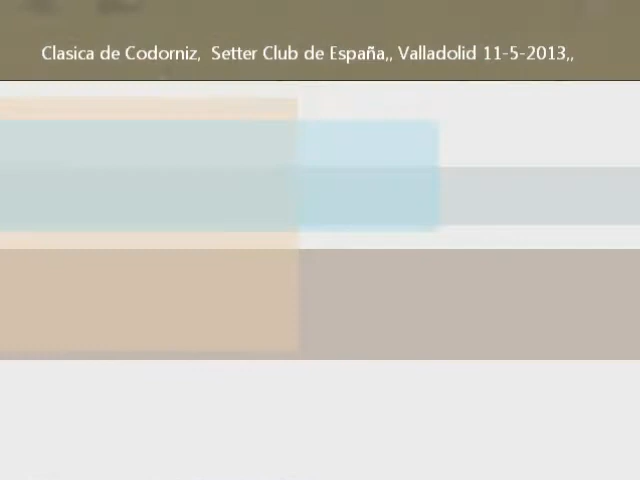 Clasica de Codorniz,  Setter Club de España,, Valladolid 11-5-2013,,